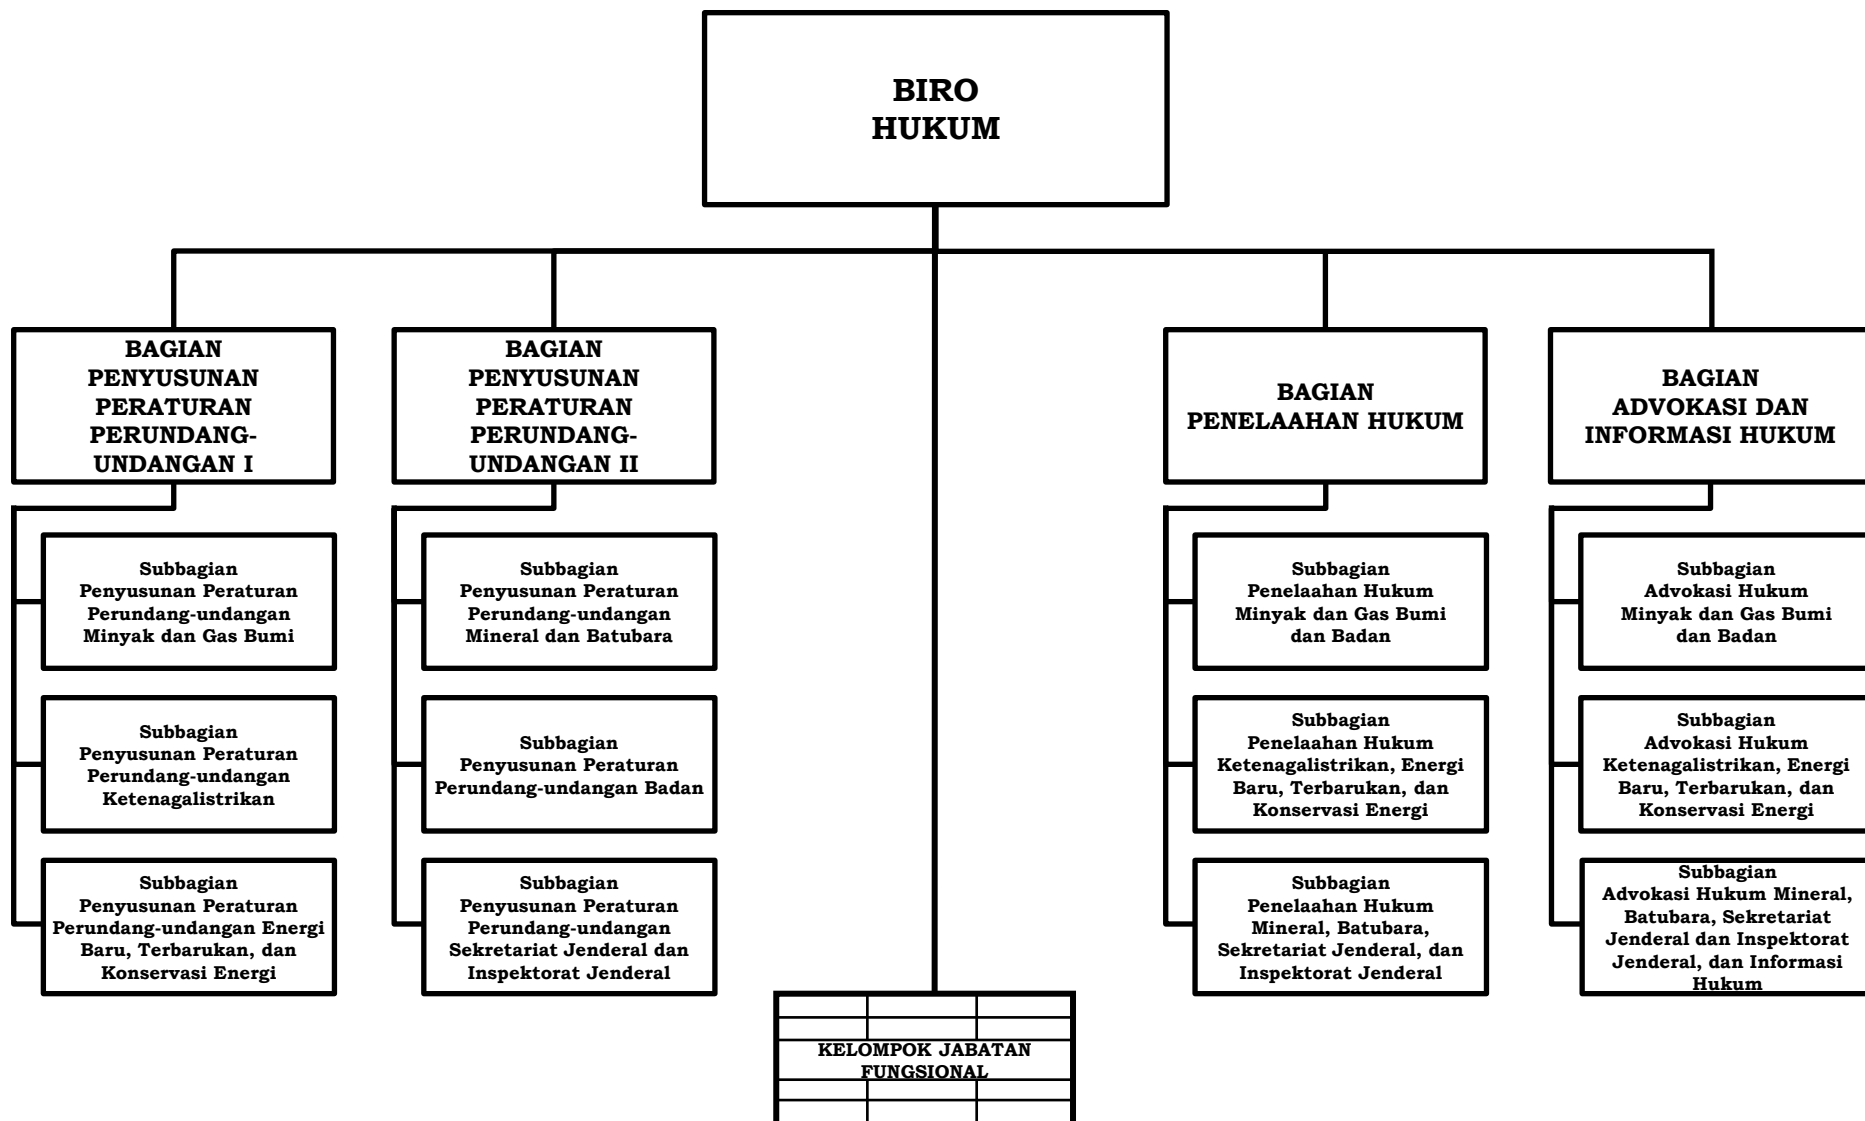 BIRO
HUKUM
BAGIAN
PENYUSUNAN
PERATURAN
PERUNDANG-
UNDANGAN I
BAGIAN
PENYUSUNAN
PERATURAN
PERUNDANG-
UNDANGAN II
BAGIAN
PENELAAHAN HUKUM
BAGIAN
ADVOKASI DAN
INFORMASI HUKUM
Subbagian
Penyusunan Peraturan
Perundang-undangan
Minyak dan Gas Bumi
Subbagian
Penyusunan Peraturan
Perundang-undangan
Mineral dan Batubara
Subbagian
Penelaahan Hukum
Minyak dan Gas Bumi
dan Badan
Subbagian
Advokasi Hukum
Minyak dan Gas Bumi
dan Badan
Subbagian
Penyusunan Peraturan
Perundang-undangan
Ketenagalistrikan
Subbagian
Penyusunan Peraturan
Perundang-undangan Badan
Subbagian
Penelaahan Hukum
Ketenagalistrikan, Energi
Baru, Terbarukan, dan
Konservasi Energi
Subbagian
Advokasi Hukum
Ketenagalistrikan, Energi
Baru, Terbarukan, dan
Konservasi Energi
Subbagian
Penyusunan Peraturan
Perundang-undangan Energi
Baru, Terbarukan, dan
Konservasi Energi
Subbagian
Penyusunan Peraturan
Perundang-undangan
Sekretariat Jenderal dan
Inspektorat Jenderal
Subbagian
Penelaahan Hukum
Mineral, Batubara,
Sekretariat Jenderal, dan
Inspektorat Jenderal
Subbagian
Advokasi Hukum Mineral,
Batubara, Sekretariat
Jenderal dan Inspektorat
Jenderal, dan Informasi
Hukum
KELOMPOK JABATAN
FUNGSIONAL